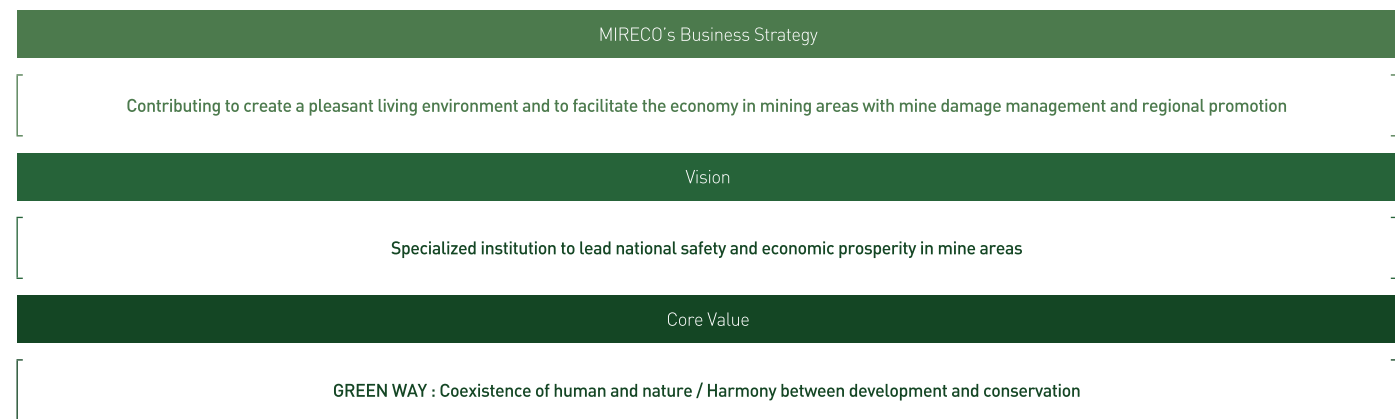 MIRECO's Business Strategy
Contributing to create a pleasant living environment and to facilitate the economy in mining areas with mine damage management and regional promotion
Vision
Specialized institution to lead national safety and economic prosperity in mine areas
Core Value
GREEN WAY : Coexistence of human and nature / Harmony between development and conservation